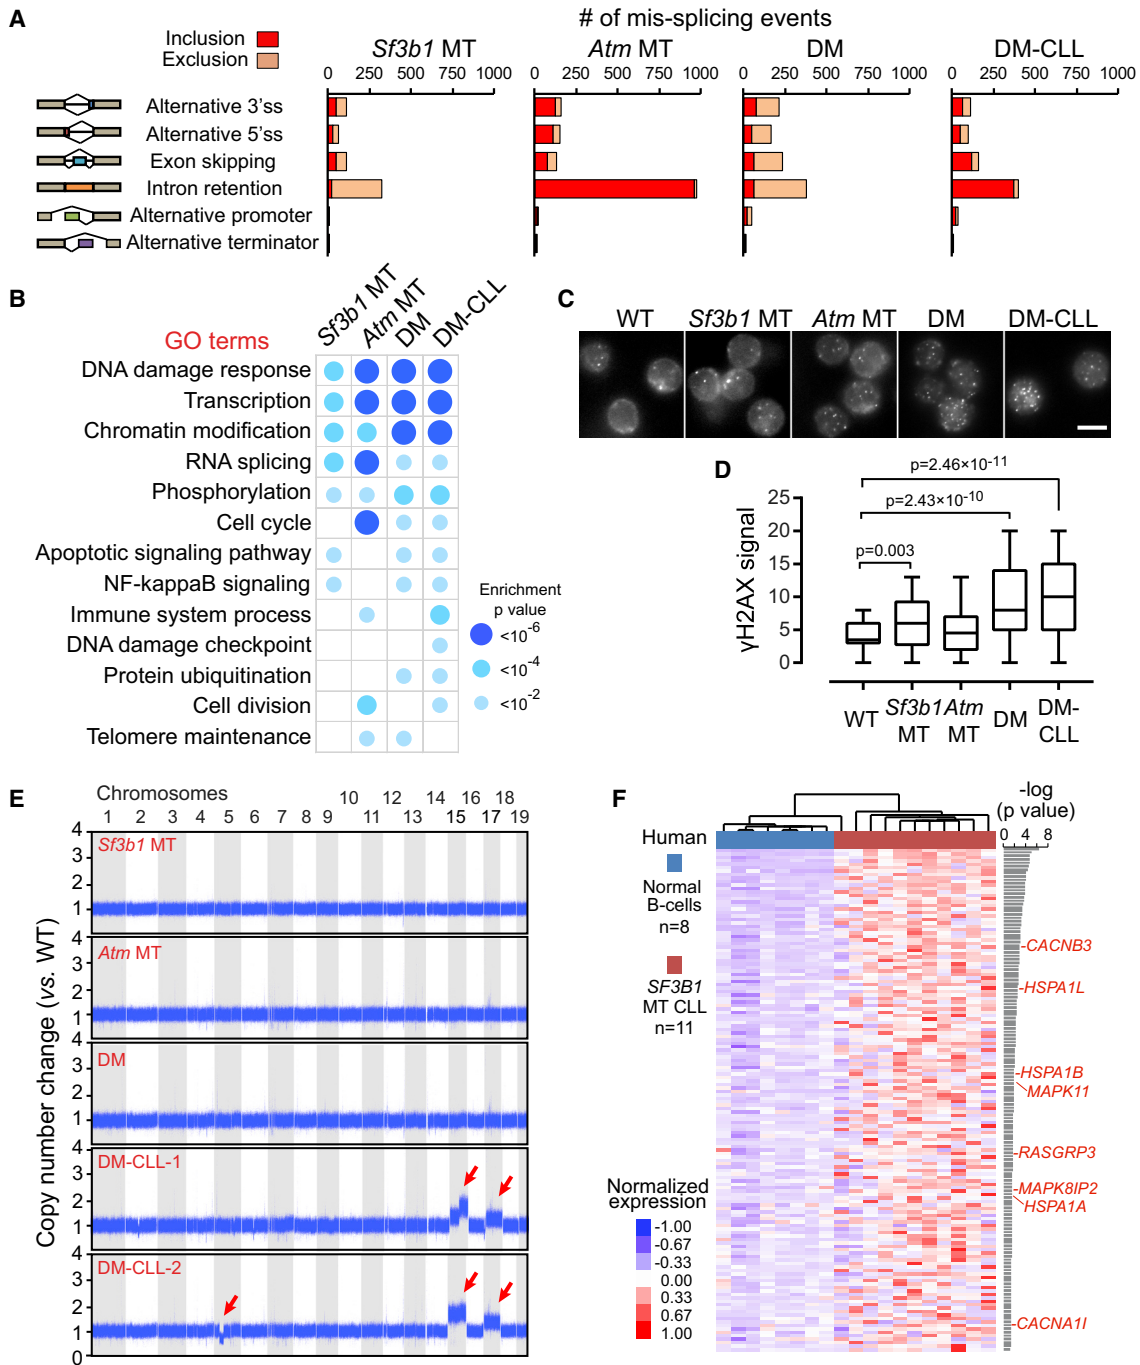 A
# of mis-splicing events
Inclusion
Exclusion
Sf3b1 MT
Atm MT
DM
DM-CLL
0 250 500 750 1000
0 250 500 750 1000
0 250 500 750 1000
0 250 500 750 1000
Alternative 3'ss
Alternative 5'ss
Exon skipping
Intron retention
Alternative promoter
Alternative terminator
B
GO terms
Sf3b1 MT
Atm MT
DM
DM-CLL
DNA damage response
Transcription
Chromatin modification
RNA splicing
Phosphorylation
Cell cycle
Apoptotic signaling pathway
NF-kappaB signaling
Immune system process
DNA damage checkpoint
Protein ubiquitination
Cell division
Telomere maintenance
Enrichment
p value
<10-6
<10-4
<10-2
C
WT
Sf3b1 MT
Atm MT
DM
DM-CLL
D
p=2.46×10-11
p=2.43×10-10
p=0.003
γH2AX signal
25
20
15
10
5
0
WT
Sf3b1 MT
Atm MT
DM
DM-CLL
E
Chromosomes
1 2 3 4 5 6 7 8 9 10 11 12 13 14 15 16 17 18 19
Copy number change (vs. WT)
4
3
2
1
Sf3b1 MT
4
3
2
1
Atm MT
4
3
2
1
DM
4
3
2
1
DM-CLL-1
4
3
2
1
0
DM-CLL-2
F
Human
Normal
B-cells
n=8
SF3B1
MT CLL
n=11
Normalized
expression
-1.00
-0.67
-0.33
0.00
0.33
0.67
1.00
-log
(p value)
0 4 8
CACNB3
HSPA1L
HSPA1B
MAPK11
RASGRP3
MAPK8IP2
HSPA1A
CACNA1I